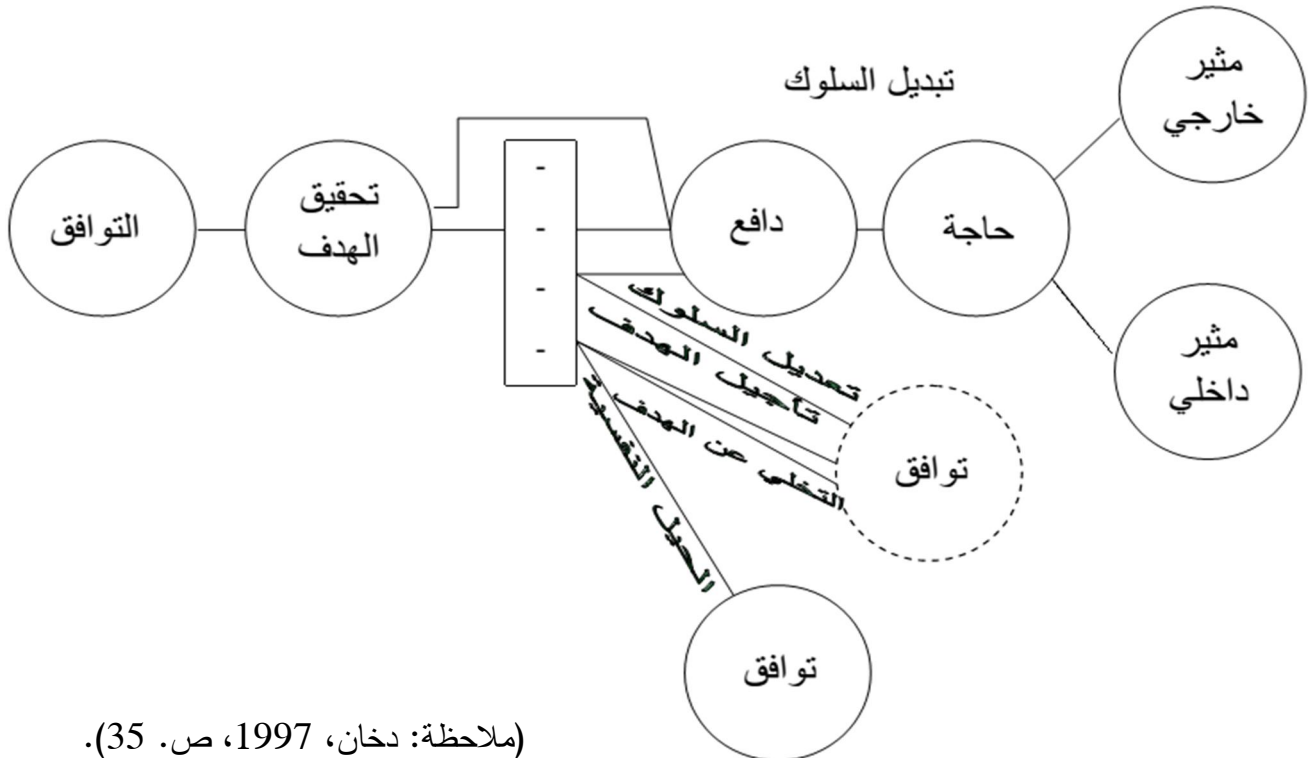 مثير
خارجي
تبديل السلوك
حاجة
دافع
-
-
-
-
تحقيق
الهدف
التوافق
مثير
داخلي
تعديل السلوك
تأجيل الهدف
التخلي عن الهدف
الحيل النفسية
توافق
توافق
(ملاحظة: دخان، 1997، ص. 35).